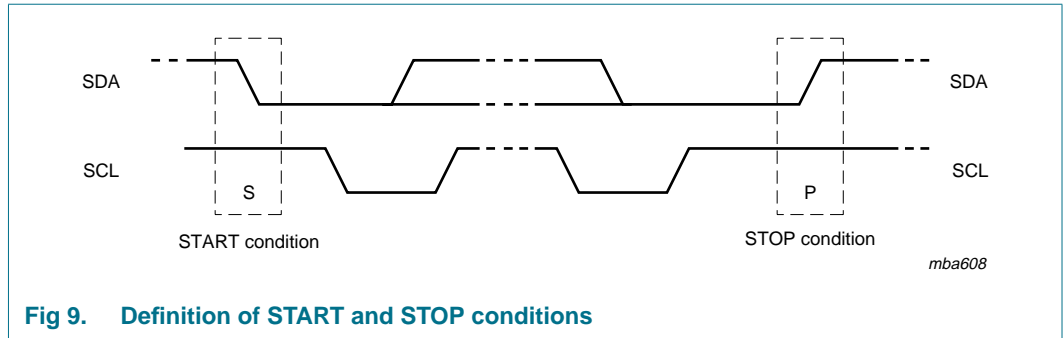 SDA SDA
SCL SCL
S P
START condition STOP condition
mba608
Fig 9. Definition of START and STOP conditions